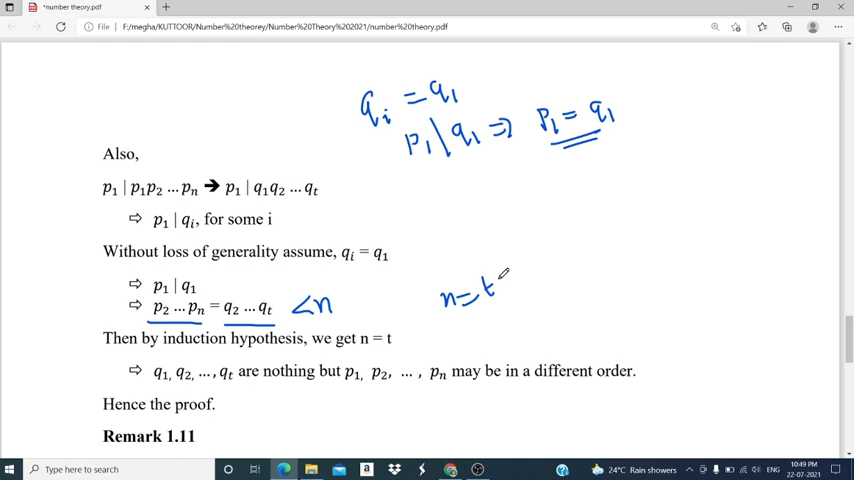 *number theory.pdf
File | F:/megha/KUTTOOR/Number%20theorey/Number%20Theory%202021/number%20theory.pdf
qᵢ = q₁
p₁ \ q₁ ⇒ p₁ = q₁
Also,
p₁ | p₁p₂ … pₙ ➔ p₁ | q₁q₂ … qₜ
⇨ p₁ | qᵢ, for some i
Without loss of generality assume, qᵢ = q₁
⇨ p₁ | q₁
⇨ p₂ … pₙ = q₂ … qₜ < n
n = t
Then by induction hypothesis, we get n = t
⇨ q₁, q₂, … , qₜ are nothing but p₁, p₂, … , pₙ may be in a different order.
Hence the proof.
Remark 1.11
Type here to search
24°C Rain showers
ENG
10:49 PM
22-07-2021